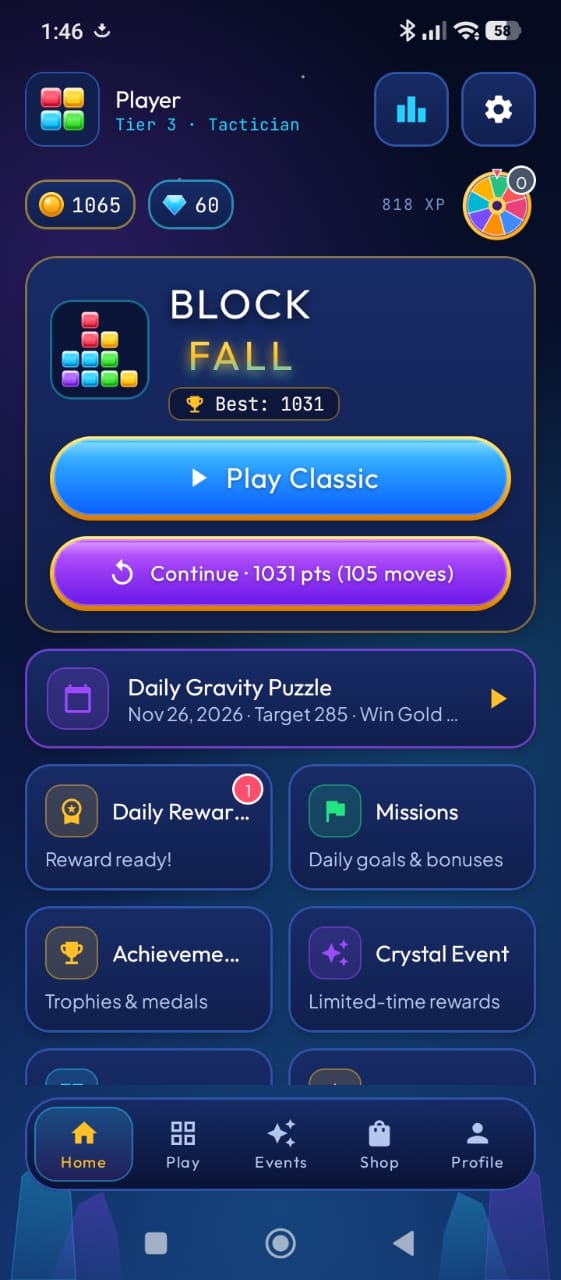 1:46
58
Player
Tier 3 · Tactician
1065
60
818 XP
0
BLOCK
FALL
Best: 1031
Play Classic
Continue · 1031 pts (105 moves)
Daily Gravity Puzzle
Nov 26, 2026 · Target 285 · Win Gold ...
1
Daily Rewar...
Reward ready!
Missions
Daily goals & bonuses
Achieveme...
Trophies & medals
Crystal Event
Limited-time rewards
Home
Play
Events
Shop
Profile